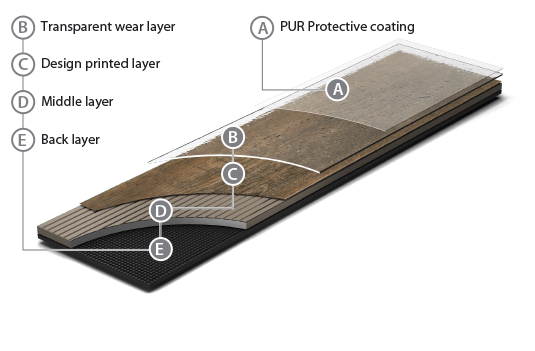 B Transparent wear layer
A PUR Protective coating
C Design printed layer
D Middle layer
E Back layer
A
B
C
D
E